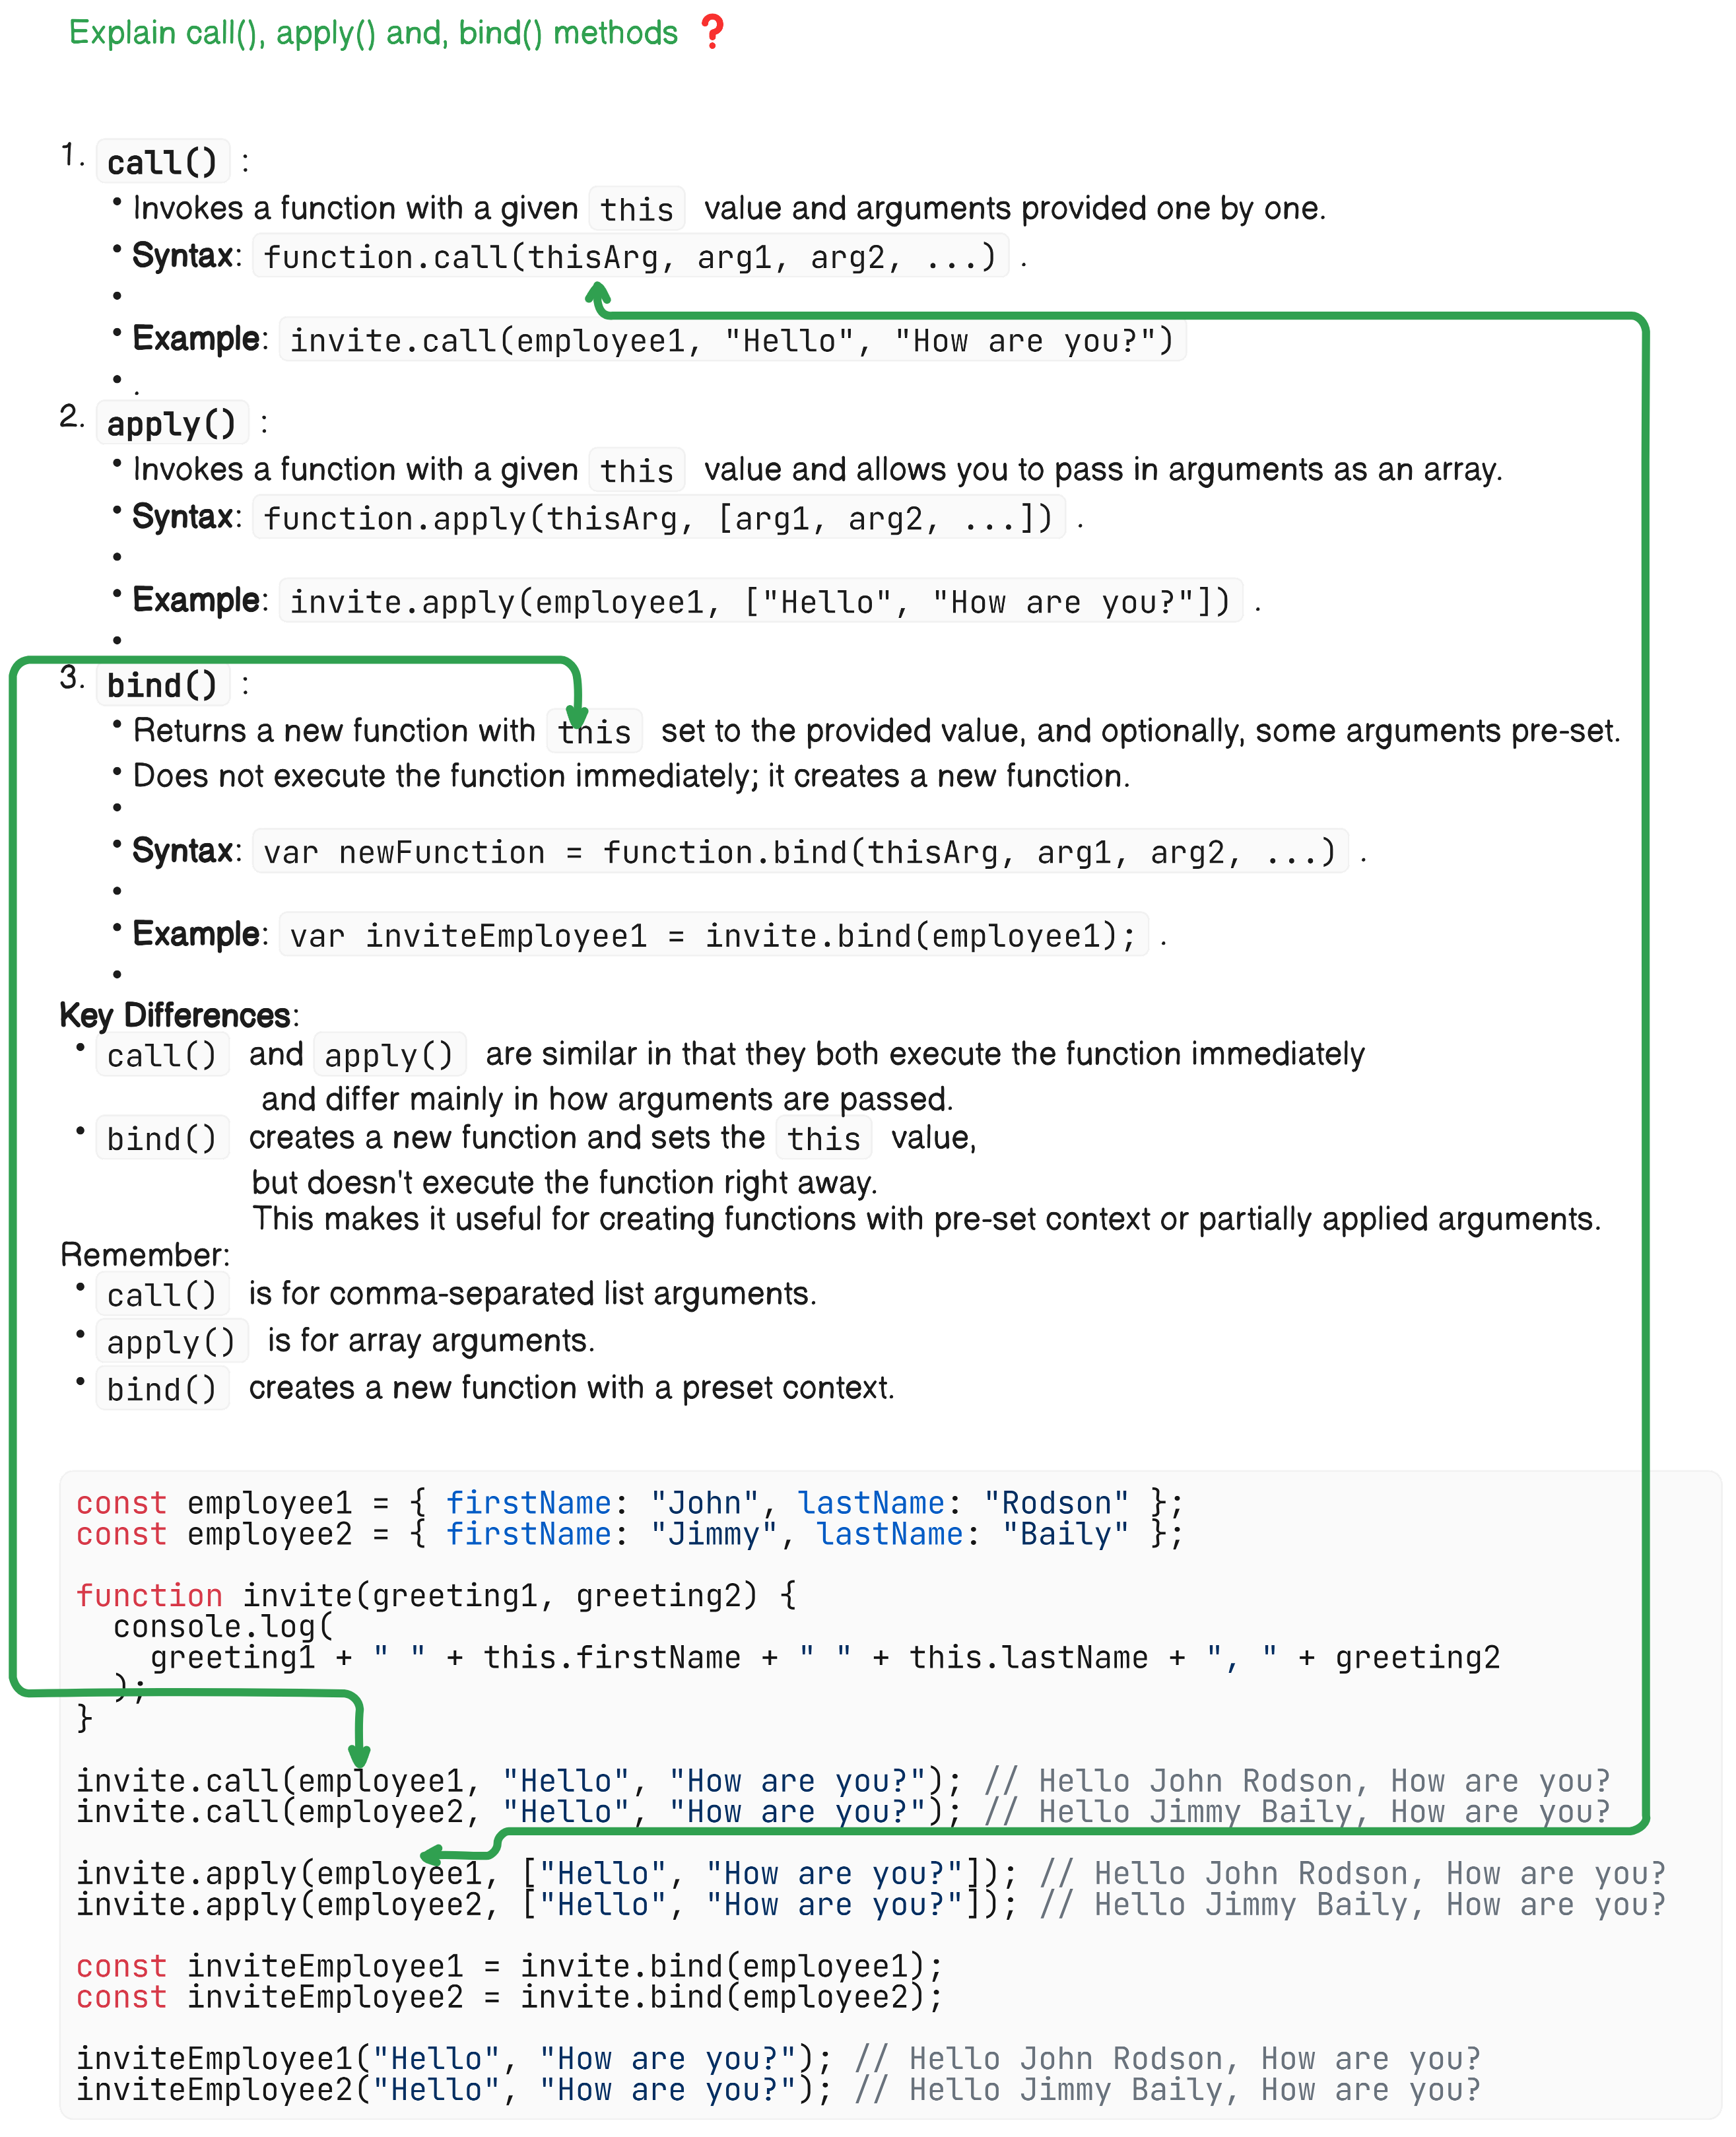 Explain call(), apply() and, bind() methods ❓
1. call() :
• Invokes a function with a given this value and arguments provided one by one.
• Syntax: function.call(thisArg, arg1, arg2, ...) .
•
• Example: invite.call(employee1, "Hello", "How are you?")
• .
2. apply() :
• Invokes a function with a given this value and allows you to pass in arguments as an array.
• Syntax: function.apply(thisArg, [arg1, arg2, ...]) .
•
• Example: invite.apply(employee1, ["Hello", "How are you?"]) .
•
3. bind() :
• Returns a new function with this set to the provided value, and optionally, some arguments pre-set.
• Does not execute the function immediately; it creates a new function.
•
• Syntax: var newFunction = function.bind(thisArg, arg1, arg2, ...) .
•
• Example: var inviteEmployee1 = invite.bind(employee1); .
•
Key Differences:
• call() and apply() are similar in that they both execute the function immediately
and differ mainly in how arguments are passed.
• bind() creates a new function and sets the this value,
but doesn't execute the function right away.
This makes it useful for creating functions with pre-set context or partially applied arguments.
Remember:
• call() is for comma-separated list arguments.
• apply() is for array arguments.
• bind() creates a new function with a preset context.
const employee1 = { firstName: "John", lastName: "Rodson" };
const employee2 = { firstName: "Jimmy", lastName: "Baily" };
function invite(greeting1, greeting2) {
  console.log(
    greeting1 + " " + this.firstName + " " + this.lastName + ", " + greeting2
  );
}
invite.call(employee1, "Hello", "How are you?"); // Hello John Rodson, How are you?
invite.call(employee2, "Hello", "How are you?"); // Hello Jimmy Baily, How are you?
invite.apply(employee1, ["Hello", "How are you?"]); // Hello John Rodson, How are you?
invite.apply(employee2, ["Hello", "How are you?"]); // Hello Jimmy Baily, How are you?
const inviteEmployee1 = invite.bind(employee1);
const inviteEmployee2 = invite.bind(employee2);
inviteEmployee1("Hello", "How are you?"); // Hello John Rodson, How are you?
inviteEmployee2("Hello", "How are you?"); // Hello Jimmy Baily, How are you?